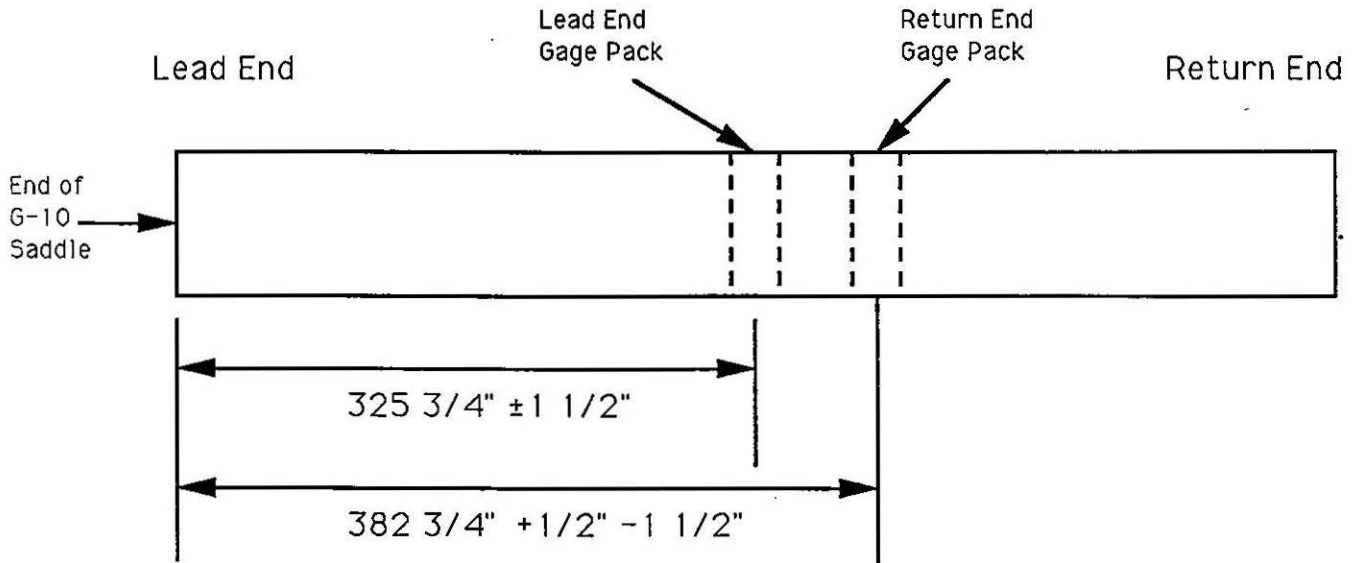 Lead End
Gage Pack
Return End
Gage Pack
Lead End
Return End
End of
G-10
Saddle
325 3/4" ±1 1/2"
382 3/4" +1/2" -1 1/2"